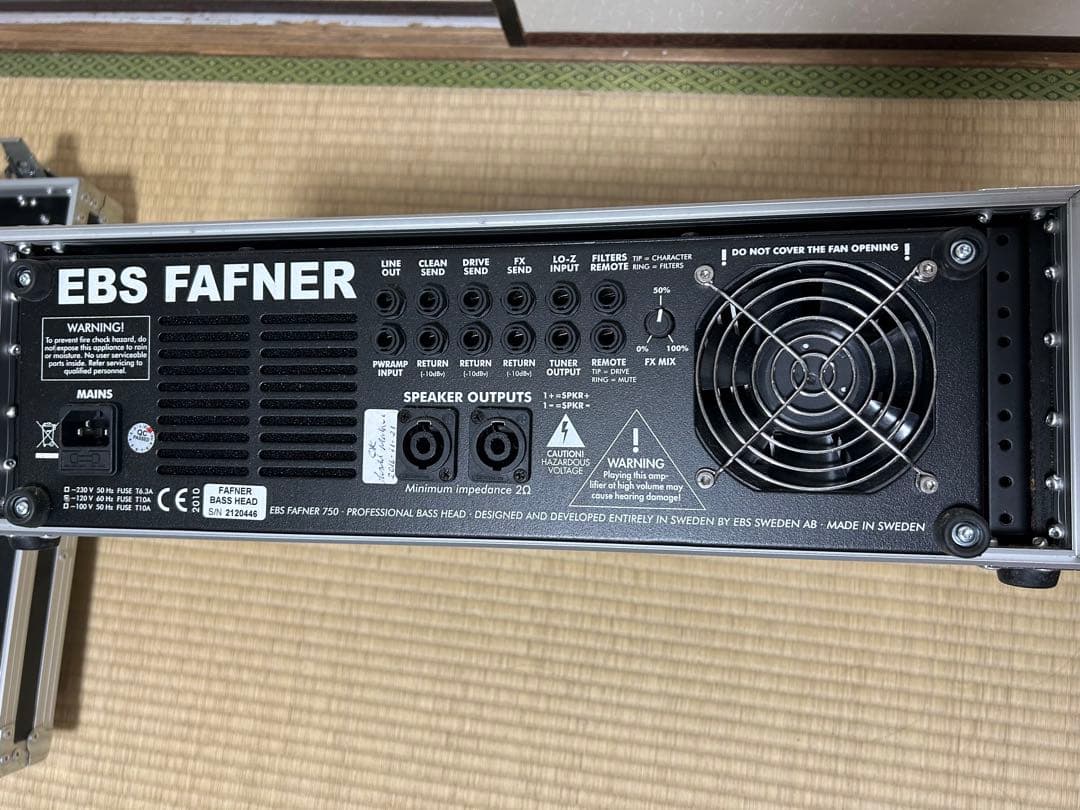 EBS FAFNER
WARNING!
To prevent fire chock hazard, do
not expose this appliance to rain
or moisture. No user serviceable
parts inside. Refer servicing to
qualified personnel.
MAINS
QC
PASSED
~230 V 50 Hz FUSE T6.3A
~120 V 60 Hz FUSE T10A
~100 V 50 Hz FUSE T10A
CE
2010
FAFNER
BASS HEAD
S/N 2120446
LINE
OUT
CLEAN
SEND
DRIVE
SEND
FX
SEND
LO-Z
INPUT
FILTERS
REMOTE
TIP = CHARACTER
RING = FILTERS
PWRAMP
INPUT
RETURN
(-10dBv)
RETURN
(-10dBv)
RETURN
(-10dBv)
TUNER
OUTPUT
REMOTE
TIP = DRIVE
RING = MUTE
50%
0% 100%
FX MIX
SPEAKER OUTPUTS
1+=SPKR+
1-=SPKR-
OK
Minimum impedance 2Ω
CAUTION!
HAZARDOUS
VOLTAGE
!
WARNING
Playing this amp-
lifier at high volume may
cause hearing damage!
! DO NOT COVER THE FAN OPENING !
EBS FAFNER 750 · PROFESSIONAL BASS HEAD · DESIGNED AND DEVELOPED ENTIRELY IN SWEDEN BY EBS SWEDEN AB · MADE IN SWEDEN